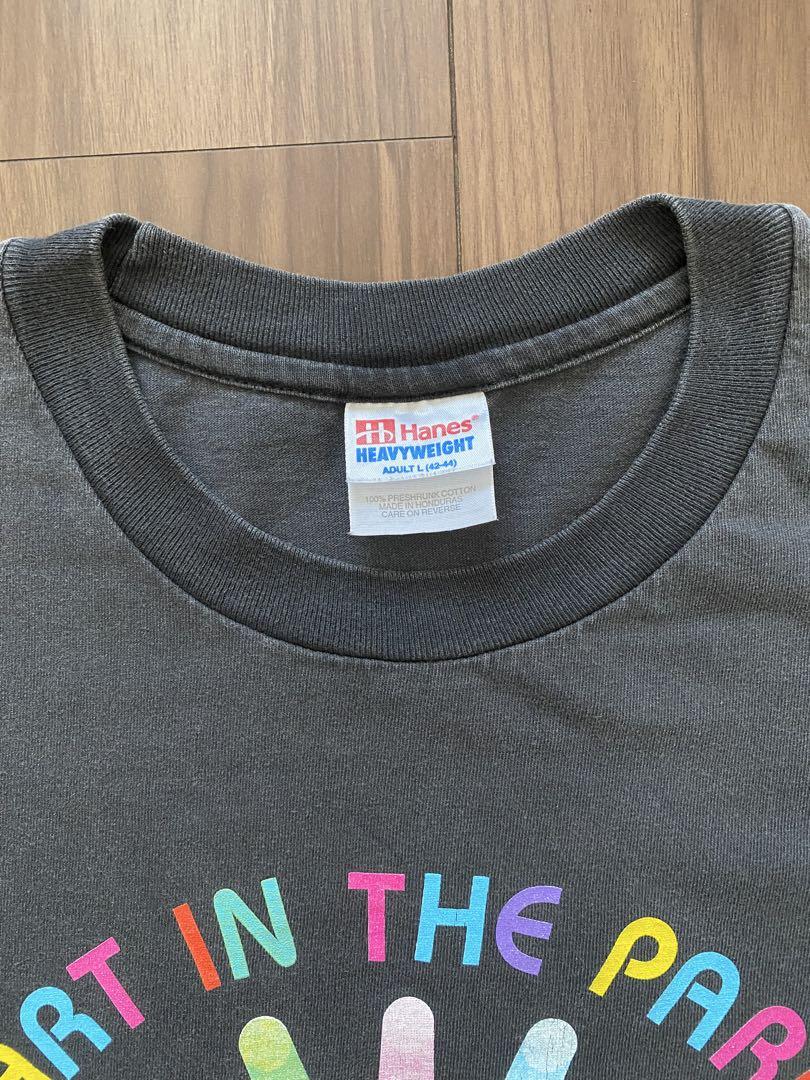 Hanes®
HEAVYWEIGHT
ADULT L (42-44)
100% PRESHRUNK COTTON
MADE IN HONDURAS
CARE ON REVERSE
ART IN THE PAR